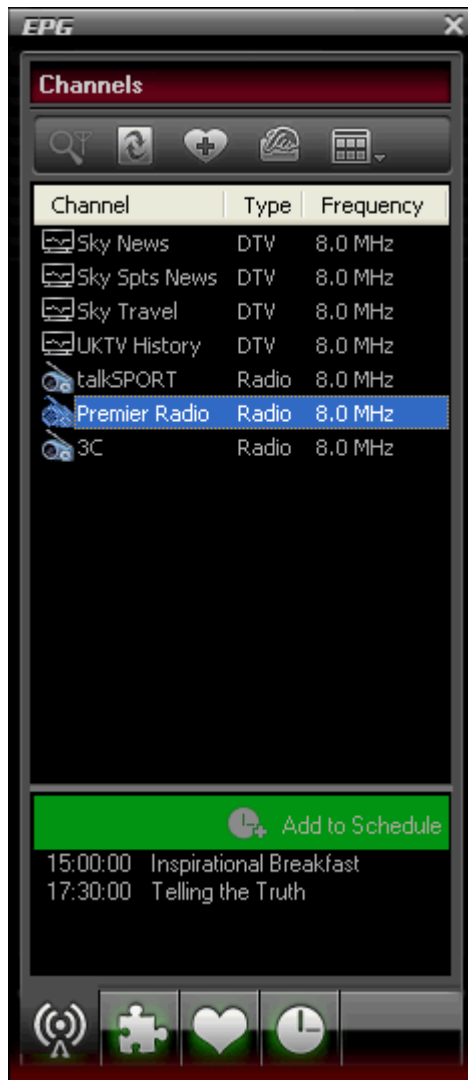 EPG
Channels
Channel Type Frequency
Sky News DTV 8.0 MHz
Sky Spts News DTV 8.0 MHz
Sky Travel DTV 8.0 MHz
UKTV History DTV 8.0 MHz
talkSPORT Radio 8.0 MHz
Premier Radio Radio 8.0 MHz
3C Radio 8.0 MHz
Add to Schedule
15:00:00 Inspirational Breakfast
17:30:00 Telling the Truth